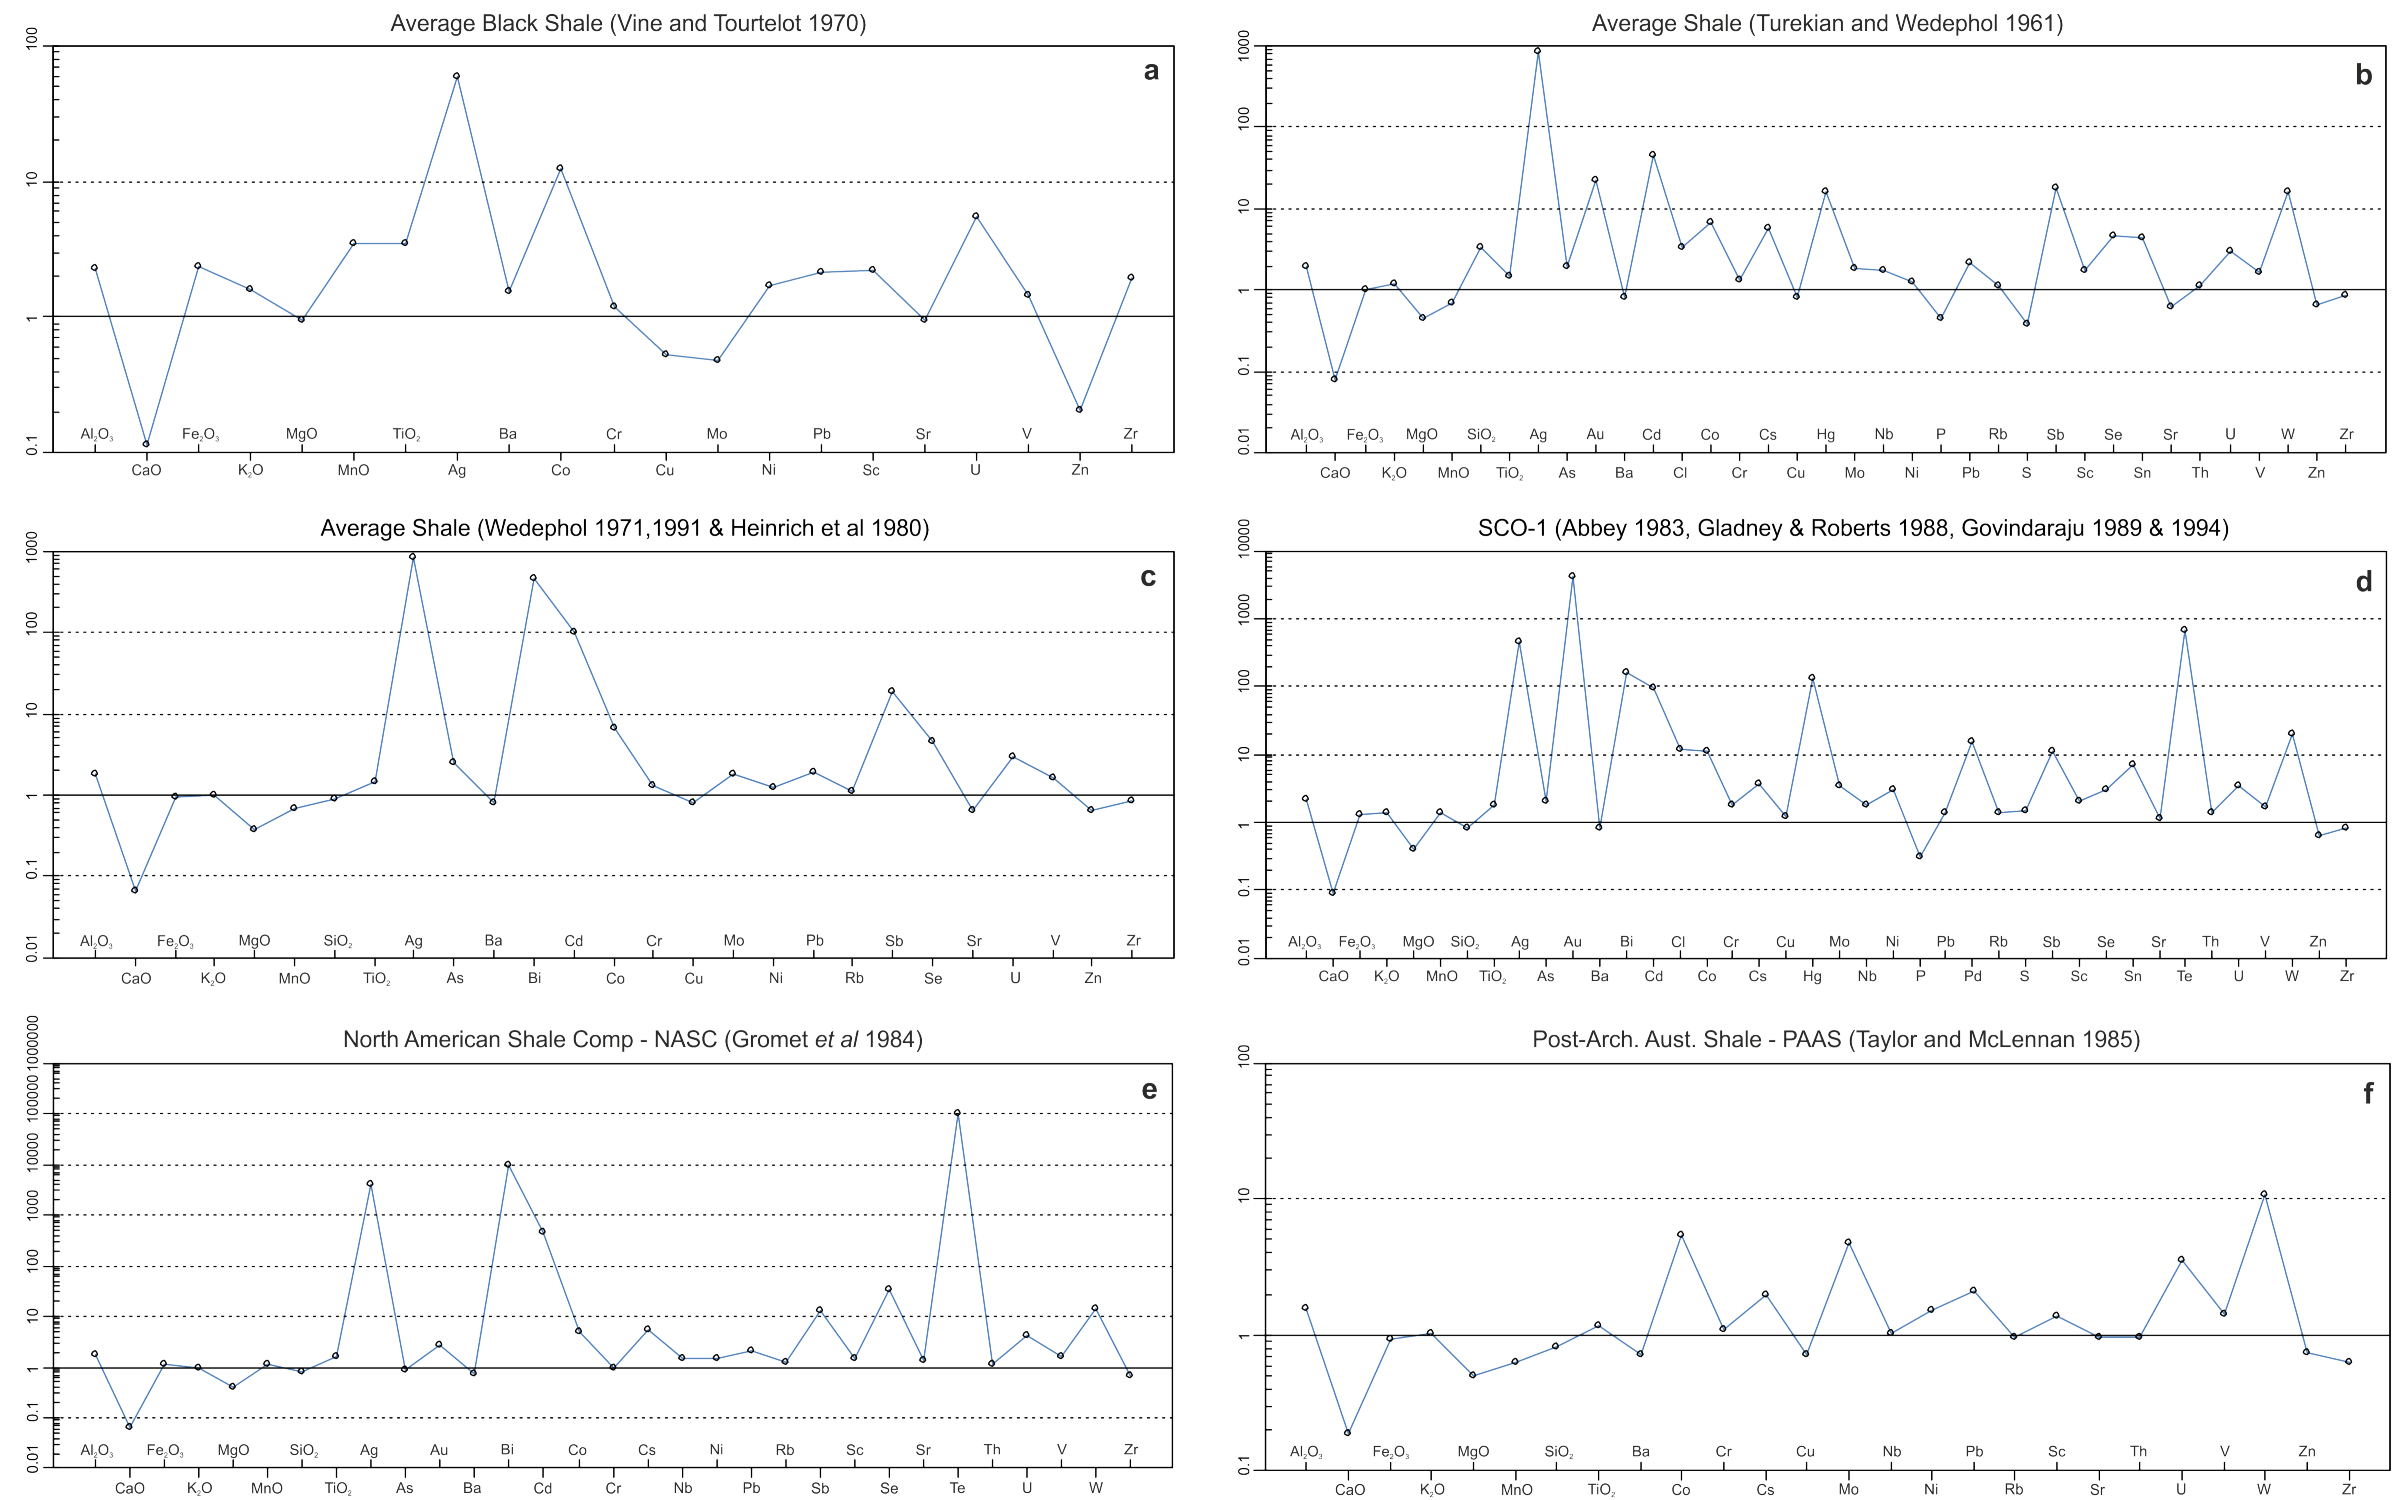 Average Black Shale (Vine and Tourtelot 1970)
a
100
10
1
0.1
Al₂O₃ Fe₂O₃ MgO TiO₂ Ba Cr Mo Pb Sr V Zr
CaO K₂O MnO Ag Co Cu Ni Sc U Zn
Average Shale (Turekian and Wedephol 1961)
b
1000
100
10
1
0.1
0.01
Al₂O₃ Fe₂O₃ MgO SiO₂ Ag Au Cd Co Cs Hg Nb P Rb Sb Se Sr U W Zr
CaO K₂O MnO TiO₂ As Ba Cl Cr Cu Mo Ni Pb S Sc Sn Th V Zn
Average Shale (Wedephol 1971,1991 & Heinrich et al 1980)
c
1000
100
10
1
0.1
0.01
Al₂O₃ Fe₂O₃ MgO SiO₂ Ag Ba Cd Cr Mo Pb Sb Sr V Zr
CaO K₂O MnO TiO₂ As Bi Co Cu Ni Rb Se U Zn
SCO-1 (Abbey 1983, Gladney & Roberts 1988, Govindaraju 1989 & 1994)
d
10000
1000
100
10
1
0.1
0.01
Al₂O₃ Fe₂O₃ MgO SiO₂ Ag Au Bi Cl Cr Cu Mo Ni Pb Rb Sb Se Sr Th V Zn
CaO K₂O MnO TiO₂ As Ba Cd Co Cs Hg Nb P Pd S Sc Sn Te U W Zr
North American Shale Comp - NASC (Gromet et al 1984)
e
1000000
100000
10000
1000
100
10
1
0.1
0.01
Al₂O₃ Fe₂O₃ MgO SiO₂ Ag Au Bi Co Cs Ni Rb Sc Sr Th V Zr
CaO K₂O MnO TiO₂ As Ba Cd Cr Nb Pb Sb Se Te U W
Post-Arch. Aust. Shale - PAAS (Taylor and McLennan 1985)
f
100
10
1
0.1
Al₂O₃ Fe₂O₃ MgO SiO₂ Ba Cr Cu Nb Pb Sc Th V Zn
CaO K₂O MnO TiO₂ Co Cs Mo Ni Rb Sr U W Zr